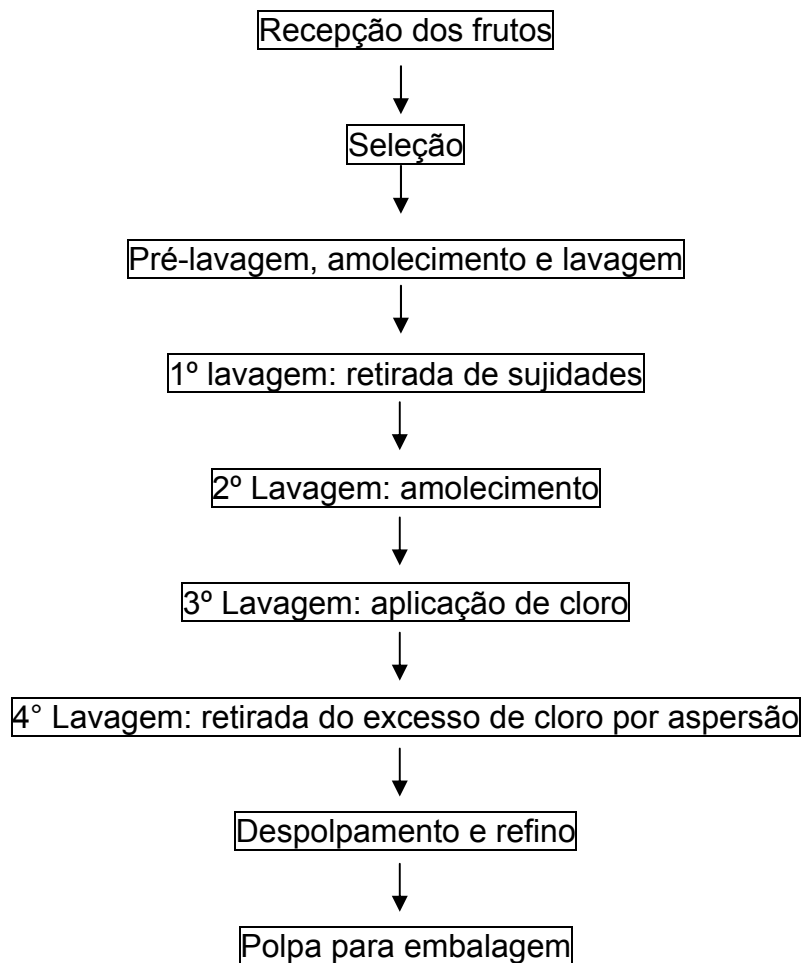 Recepção dos frutos
Seleção
Pré-lavagem, amolecimento e lavagem
1º lavagem: retirada de sujidades
2º Lavagem: amolecimento
3º Lavagem: aplicação de cloro
4° Lavagem: retirada do excesso de cloro por aspersão
Despolpamento e refino
Polpa para embalagem